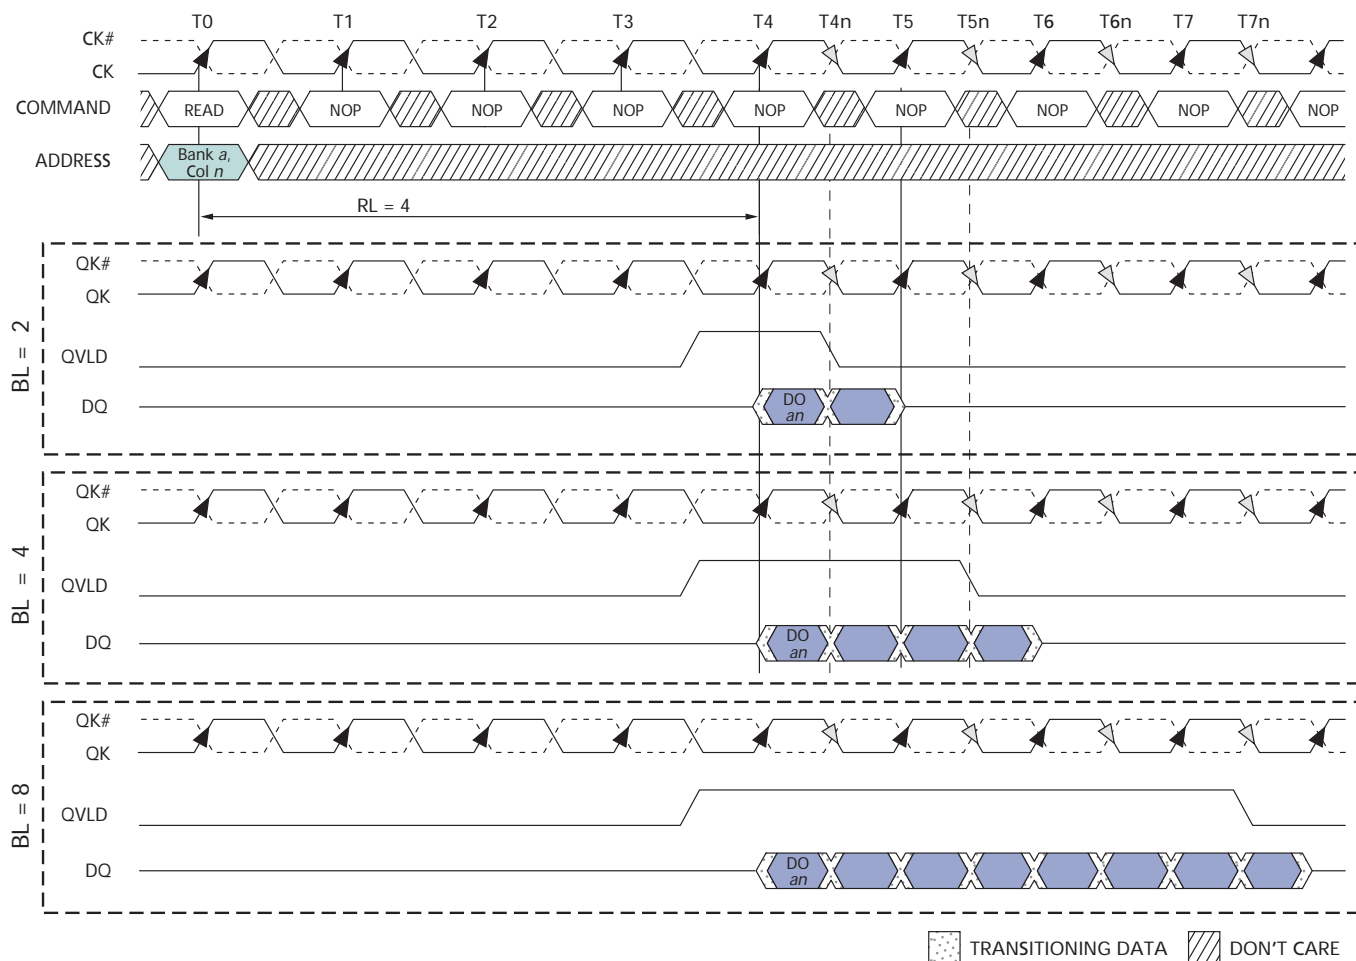 T0 T1 T2 T3 T4 T4n T5 T5n T6 T6n T7 T7n
CK#
CK
COMMAND READ NOP NOP NOP NOP NOP NOP NOP NOP
ADDRESS Bank a,
Col n
RL = 4
BL = 2
QK#
QK
QVLD
DQ DO
an
BL = 4
QK#
QK
QVLD
DQ DO
an
BL = 8
QK#
QK
QVLD
DQ DO
an
TRANSITIONING DATA DON'T CARE